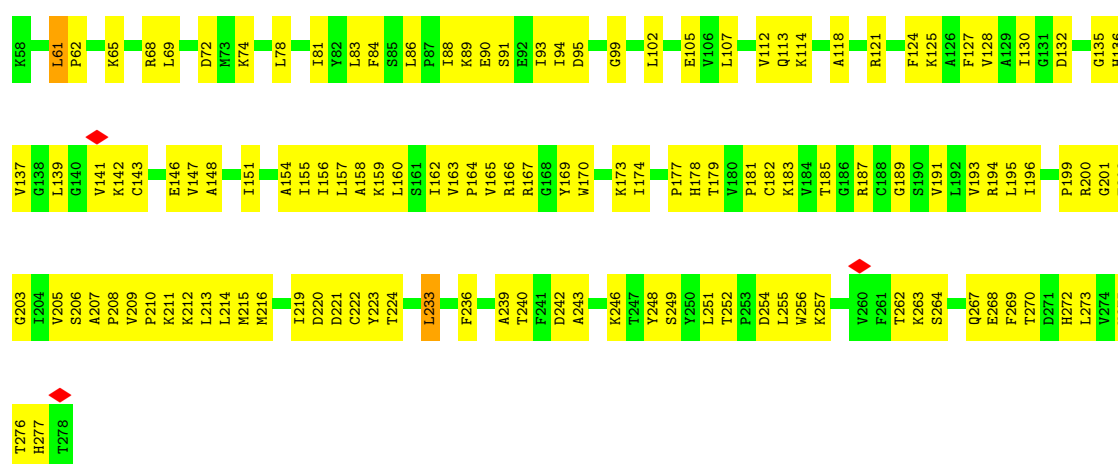 K58 L61 P62 K65 R68 L69 D72 M73 K74 L78 I81 Y82 L83 F84 S85 L86 P87 I88 K89 E90 S91 E92 I93 I94 D95 G99 L102 E105 V106 L107 V112 Q113 K114 A118 R121 F124 K125 A126 F127 V128 A129 I130 G131 D132 G135 H136
V137 G138 L139 G140 V141 K142 C143 E146 V147 A148 I151 A154 I155 I156 L157 A158 K159 L160 S161 I162 V163 P164 V165 R166 R167 G168 Y169 W170 K173 I174 P177 H178 T179 V180 P181 C182 K183 V184 T185 G186 R187 C188 G189 S190 V191 L192 V193 R194 L195 I196 P199 R200 G201
G203 I204 V205 S206 A207 P208 V209 P210 K211 K212 L213 L214 M215 M216 I219 D220 D221 C222 Y223 T224 L233 F236 A239 T240 F241 D242 A243 K246 T247 Y248 S249 Y250 L251 T252 P253 D254 L255 W256 K257 V260 F261 T262 K263 S264 Q267 E268 F269 T270 D271 H272 L273 V274
T276 H277 T278